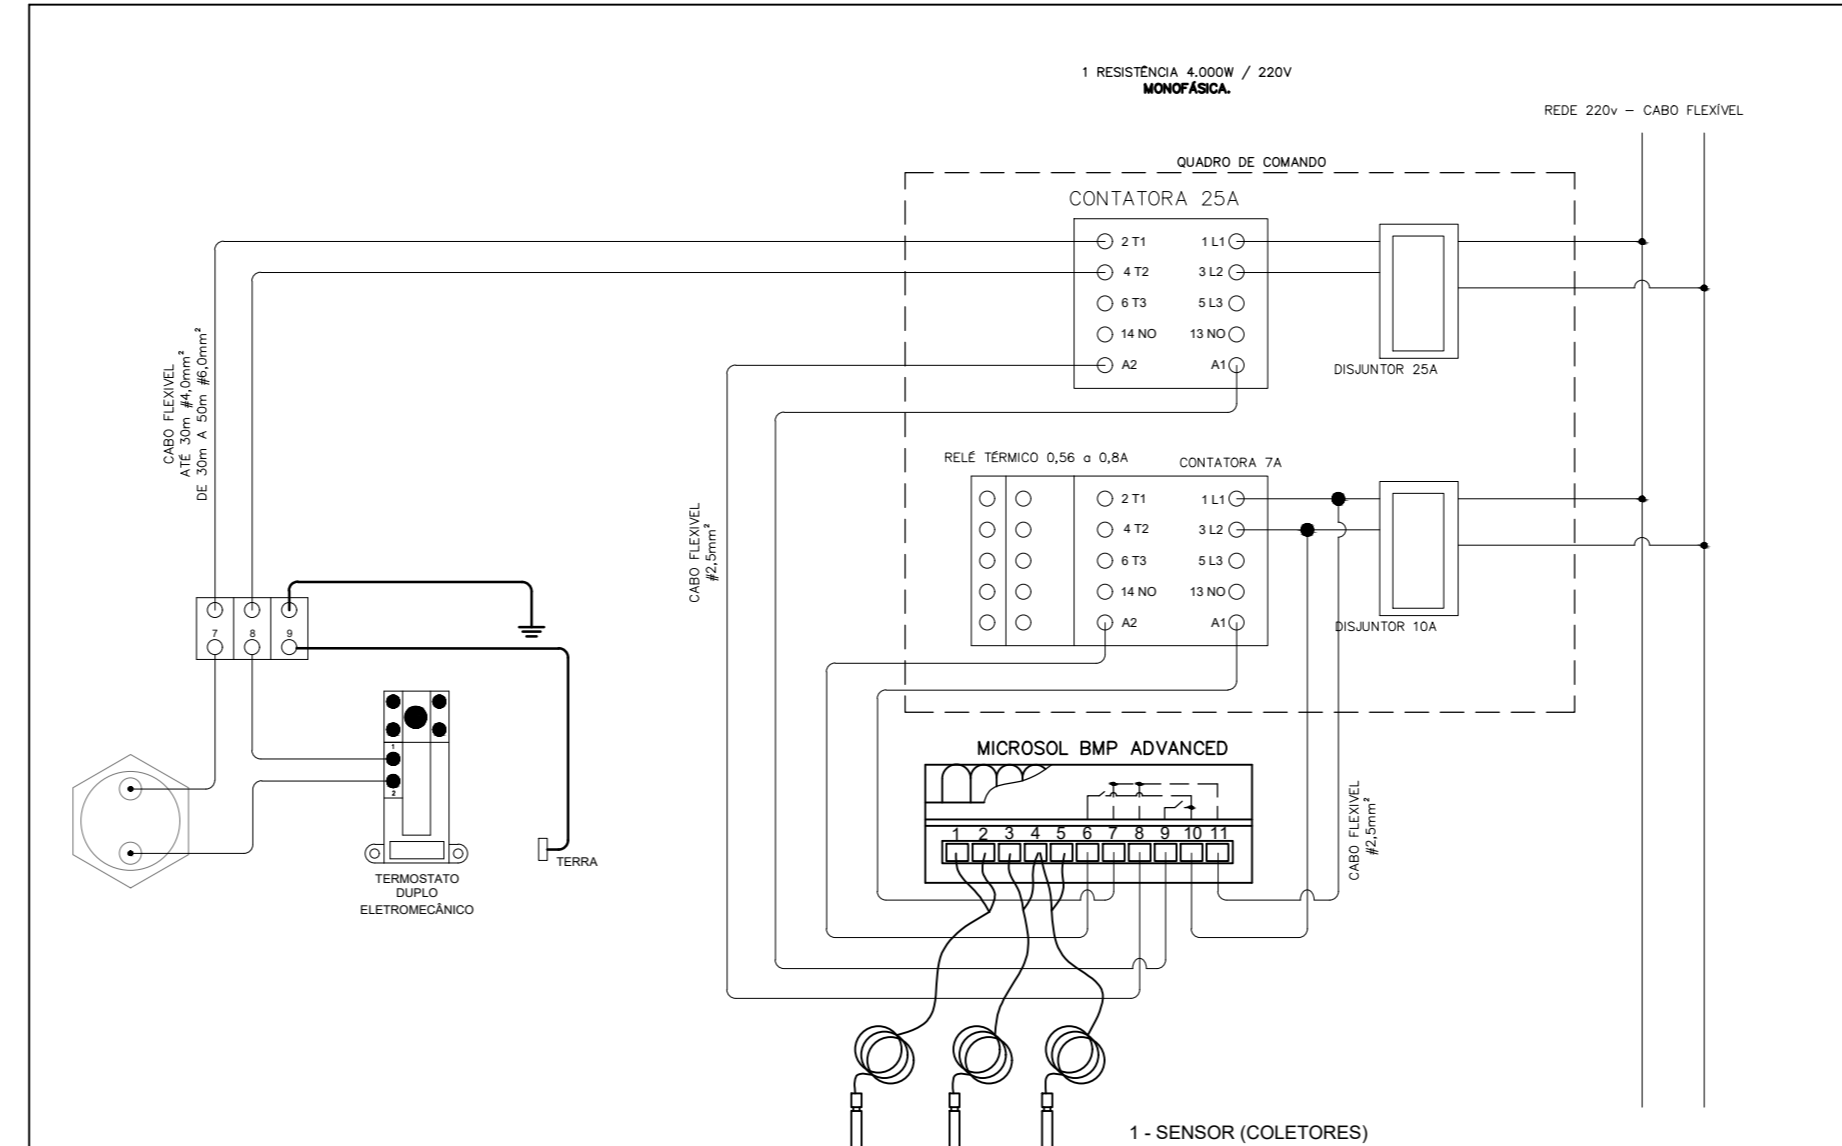 1 RESISTÊNCIA 4.000W / 220V
MONOFÁSICA.
REDE 220v – CABO FLEXÍVEL
QUADRO DE COMANDO
CONTATORA 25A
2 T1
1 L1
4 T2
3 L2
6 T3
5 L3
14 NO
13 NO
A2
A1
DISJUNTOR 25A
CABO FLEXIVEL
ATÉ 30m #4,0mm²
DE 30m A 50m #6,0mm²
RELÉ TÉRMICO 0,56 a 0,8A
CONTATORA 7A
2 T1
1 L1
4 T2
3 L2
6 T3
5 L3
14 NO
13 NO
A2
A1
DISJUNTOR 10A
CABO FLEXIVEL
#2,5mm²
7
8
9
1
2
TERMOSTATO
DUPLO
ELETROMECÂNICO
TERRA
MICROSOL BMP ADVANCED
1 2 3 4 5 6 7 8 9 10 11
CABO FLEXIVEL
#2,5mm²
1 - SENSOR (COLETORES)